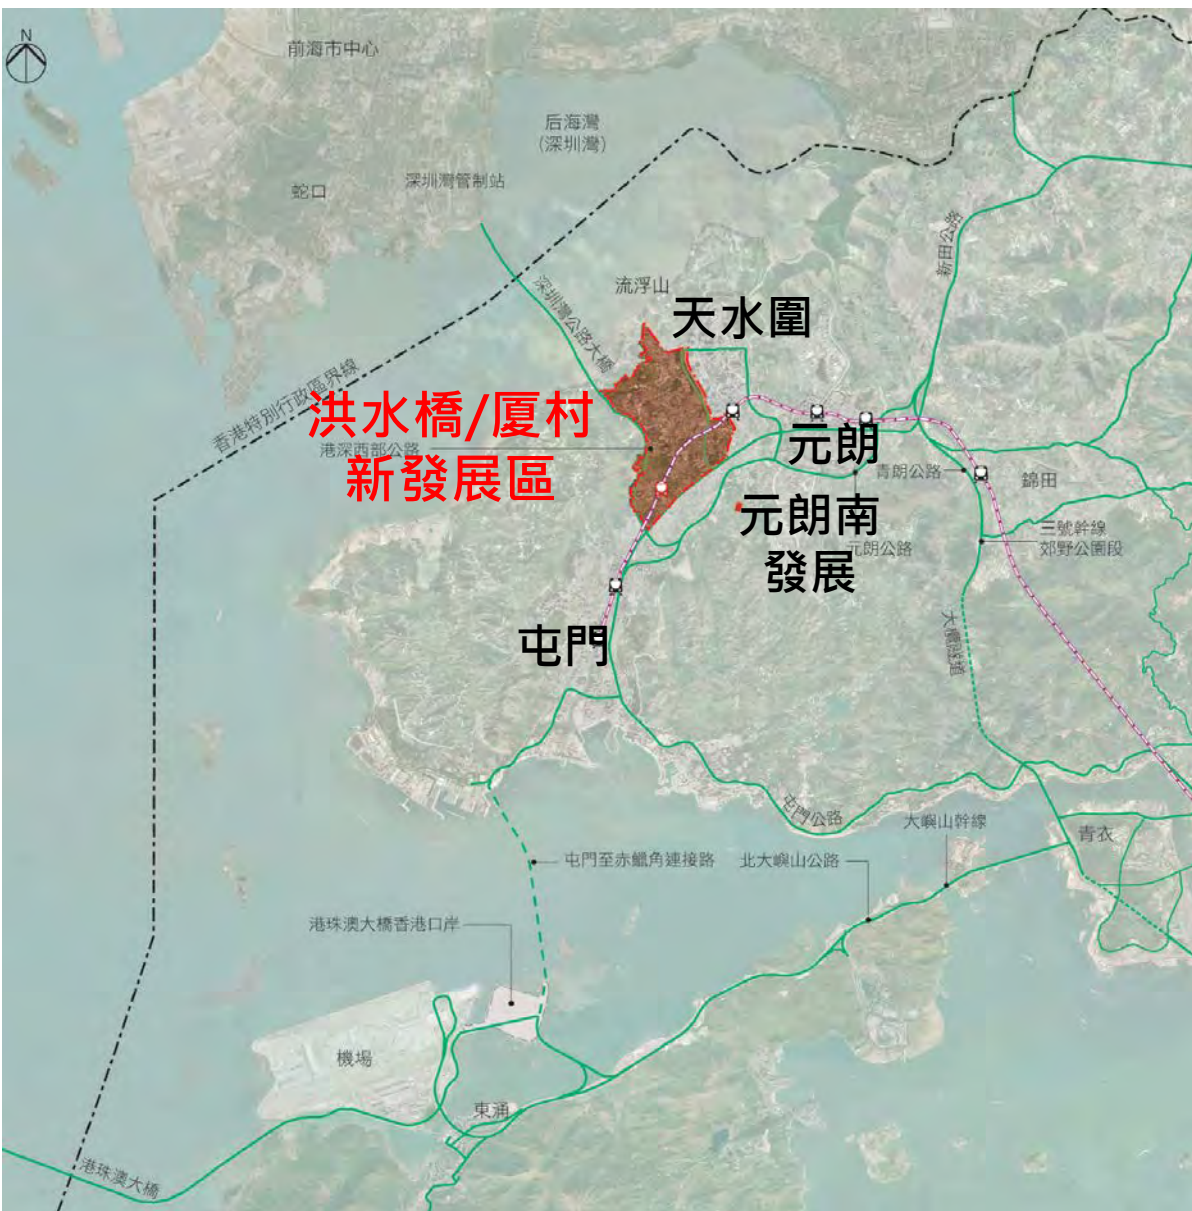 N
前海市中心
后海灣
(深圳灣)
深圳灣管制站
蛇口
新田公路
流浮山
深圳灣公路大橋
天水圍
香港特別行政區界線
洪水橋/厦村
新發展區
港深西部公路
元朗
青朗公路
錦田
元朗南
發展
元朗公路
三號幹線
郊野公園段
屯門
大欖隧道
屯門公路
大嶼山幹線
青衣
屯門至赤鱲角連接路
北大嶼山公路
港珠澳大橋香港口岸
機場
東涌
港珠澳大橋